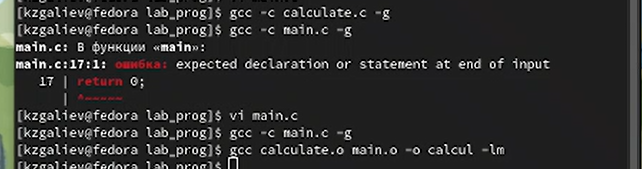 [kzgaliev@fedora lab_prog]$ gcc -c calculate.c -g
[kzgaliev@fedora lab_prog]$ gcc -c main.c -g
main.c: В функции «main»:
main.c:17:1: ошибка: expected declaration or statement at end of input
   17 | return 0;
      | ^~~~~~
[kzgaliev@fedora lab_prog]$ vi main.c
[kzgaliev@fedora lab_prog]$ gcc -c main.c -g
[kzgaliev@fedora lab_prog]$ gcc calculate.o main.o -o calcul -lm
[kzgaliev@fedora lab_prog]$